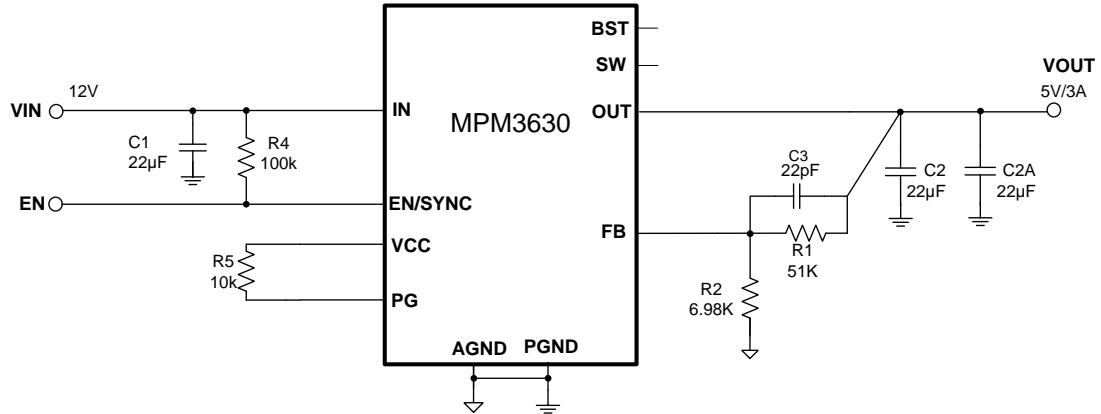 BST
SW
VOUT
12V
5V/3A
VIN
IN
MPM3630
OUT
C1
22µF
R4
100k
C3
22pF
C2
22µF
C2A
22µF
EN
EN/SYNC
FB
VCC
R1
51K
R5
10k
R2
6.98K
PG
AGND
PGND